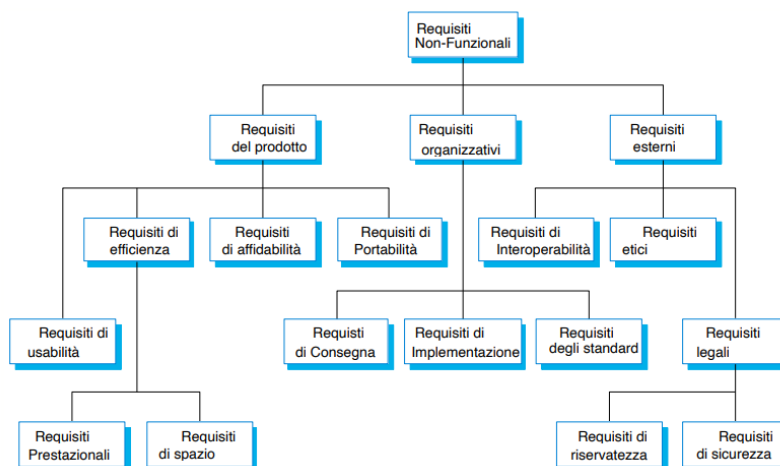 Requisiti
Non-Funzionali
Requisiti
del prodotto
Requisiti
organizzativi
Requisiti
esterni
Requisiti di
efficienza
Requisiti
di affidabilità
Requisiti di
Portabilità
Requisiti di
Interoperabilità
Requisiti
etici
Requisiti di
usabilità
Requisti
di Consegna
Requisiti di
Implementazione
Requisiti
degli standard
Requisiti
legali
Requisiti
Prestazionali
Requisiti
di spazio
Requisiti di
riservatezza
Requisiti
di sicurezza